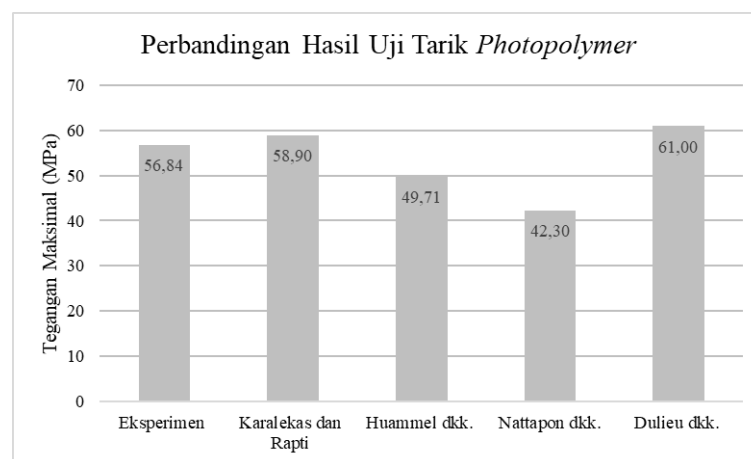 Perbandingan Hasil Uji Tarik Photopolymer
Tegangan Maksimal (MPa)
70
60
50
40
30
20
10
0
56,84
58,90
49,71
42,30
61,00
Eksperimen
Karalekas dan
Rapti
Huammel dkk.
Nattapon dkk.
Dulieu dkk.